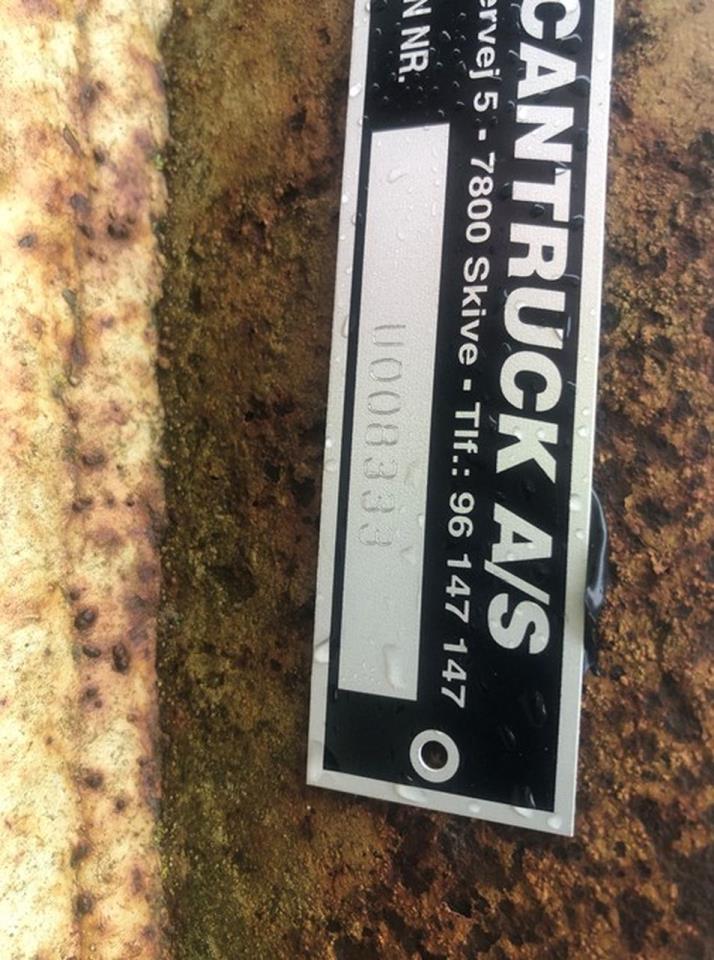 CANTRUCK A/S
ervej 5 - 7800 Skive - Tlf.: 96 147 147
N NR.
U008333